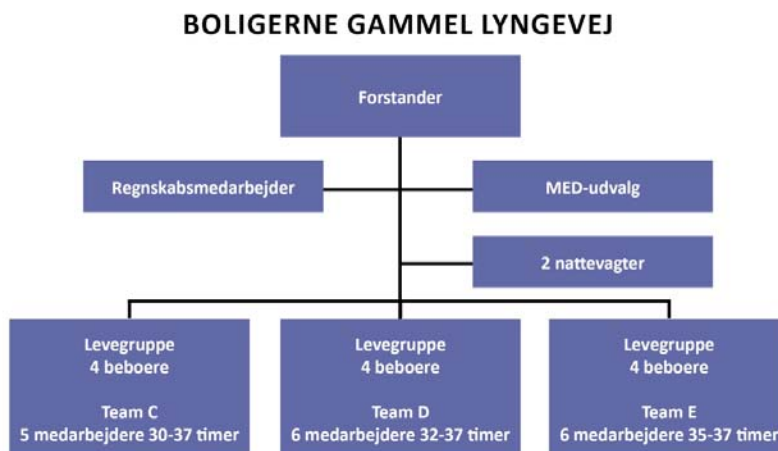 BOLIGERNE GAMMEL LYNGEVEJ
Forstander
Regnskabsmedarbejder
MED-udvalg
2 nattevagter
Levegruppe
4 beboere
Team C
5 medarbejdere 30-37 timer
Levegruppe
4 beboere
Team D
6 medarbejdere 32-37 timer
Levegruppe
4 beboere
Team E
6 medarbejdere 35-37 timer